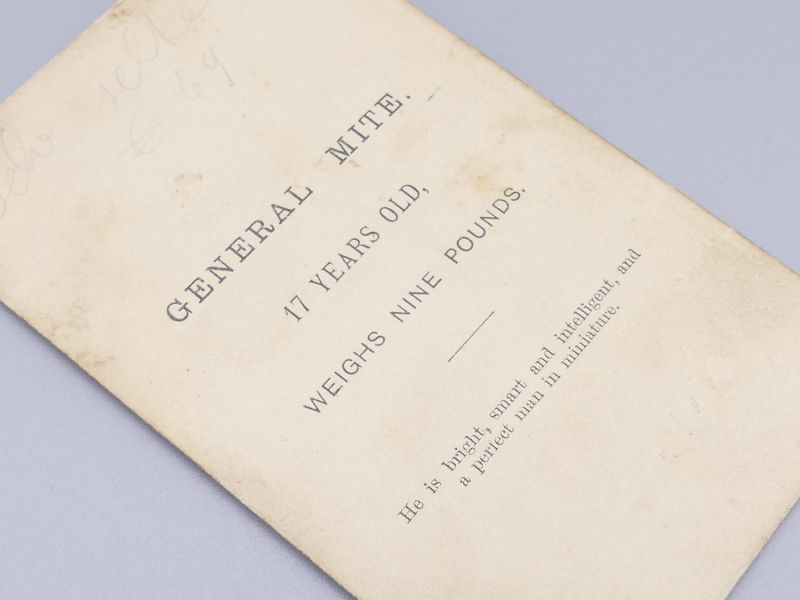 GENERAL MITE.
17 YEARS OLD,
WEIGHS NINE POUNDS.
He is bright, smart and intelligent, and
a perfect man in miniature.